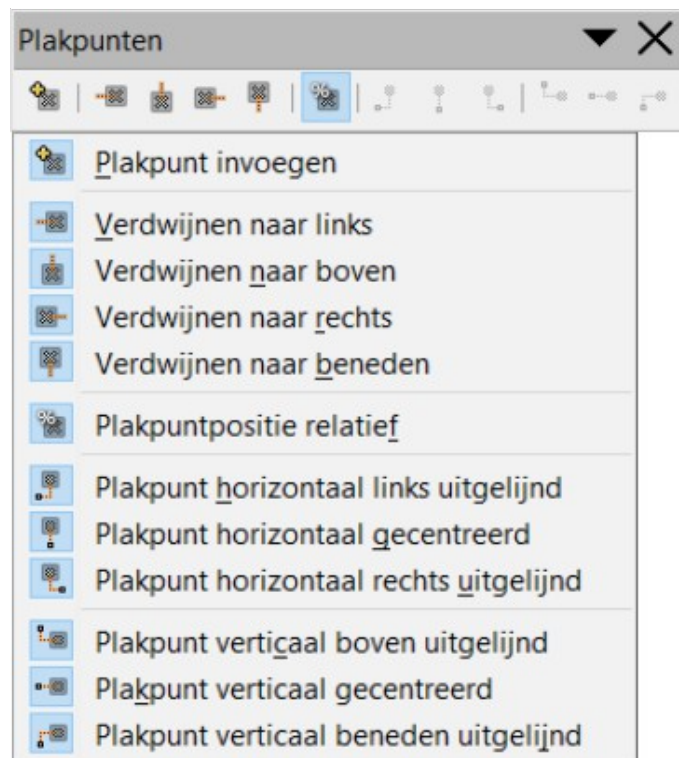 Plakpunten
Plakpunt invoegen
Verdwijnen naar links
Verdwijnen naar boven
Verdwijnen naar rechts
Verdwijnen naar beneden
Plakpuntpositie relatief
Plakpunt horizontaal links uitgelijnd
Plakpunt horizontaal gecentreerd
Plakpunt horizontaal rechts uitgelijnd
Plakpunt verticaal boven uitgelijnd
Plakpunt verticaal gecentreerd
Plakpunt verticaal beneden uitgelijnd